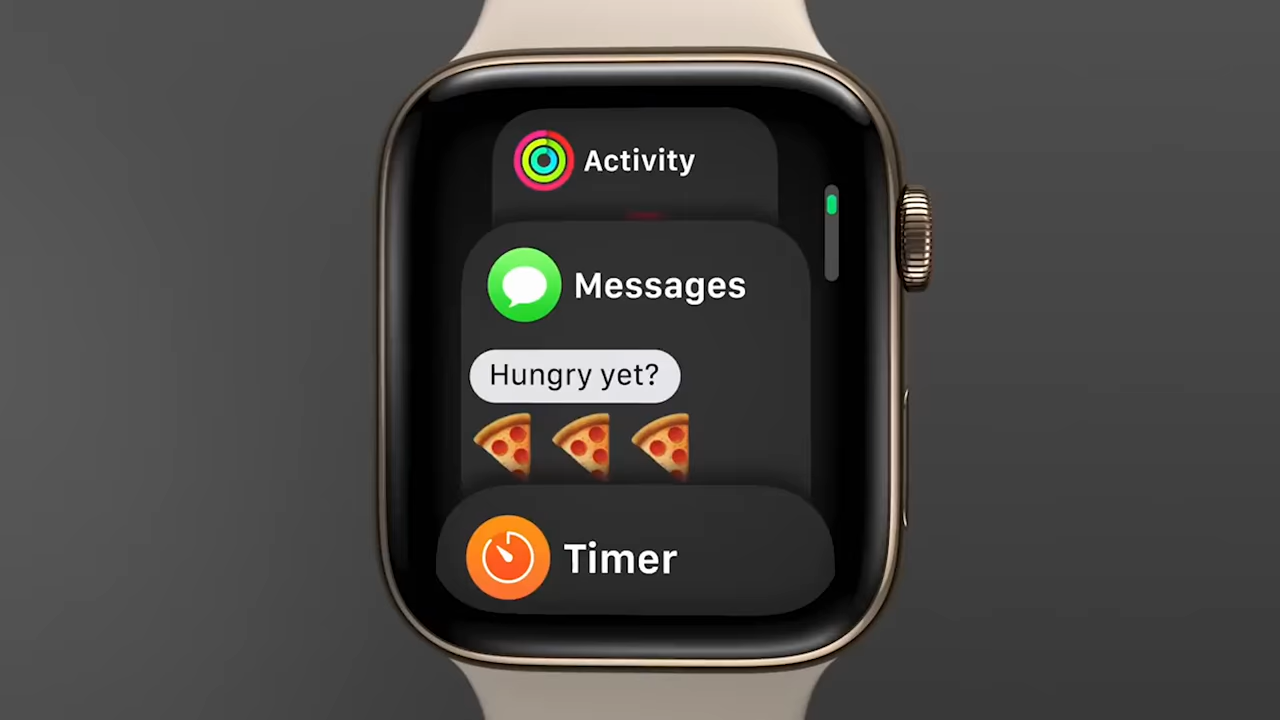 Activity
Messages
Hungry yet?
🍕 🍕 🍕
Timer